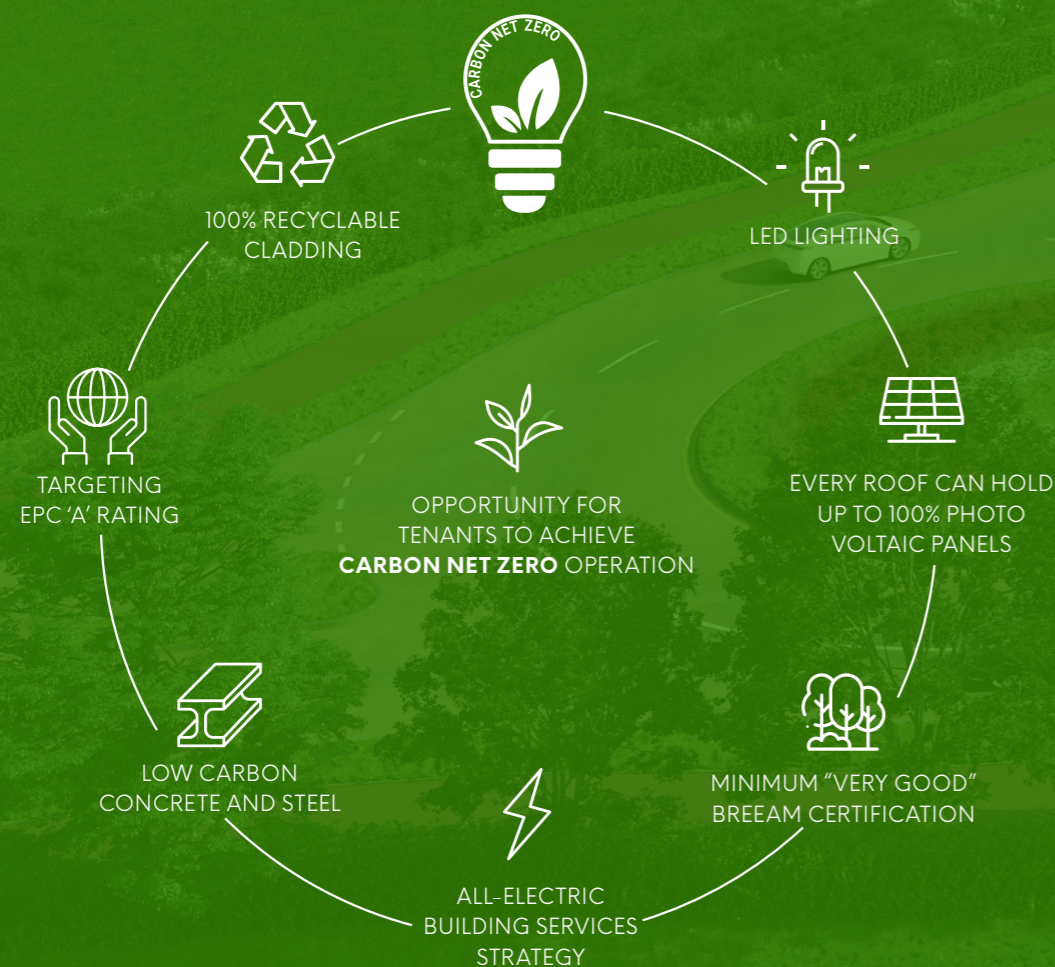 CARBON NET ZERO
100% RECYCLABLE
CLADDING
LED LIGHTING
TARGETING
EPC ‘A’ RATING
OPPORTUNITY FOR
TENANTS TO ACHIEVE
CARBON NET ZERO OPERATION
EVERY ROOF CAN HOLD
UP TO 100% PHOTO
VOLTAIC PANELS
LOW CARBON
CONCRETE AND STEEL
MINIMUM “VERY GOOD”
BREEAM CERTIFICATION
ALL-ELECTRIC
BUILDING SERVICES
STRATEGY